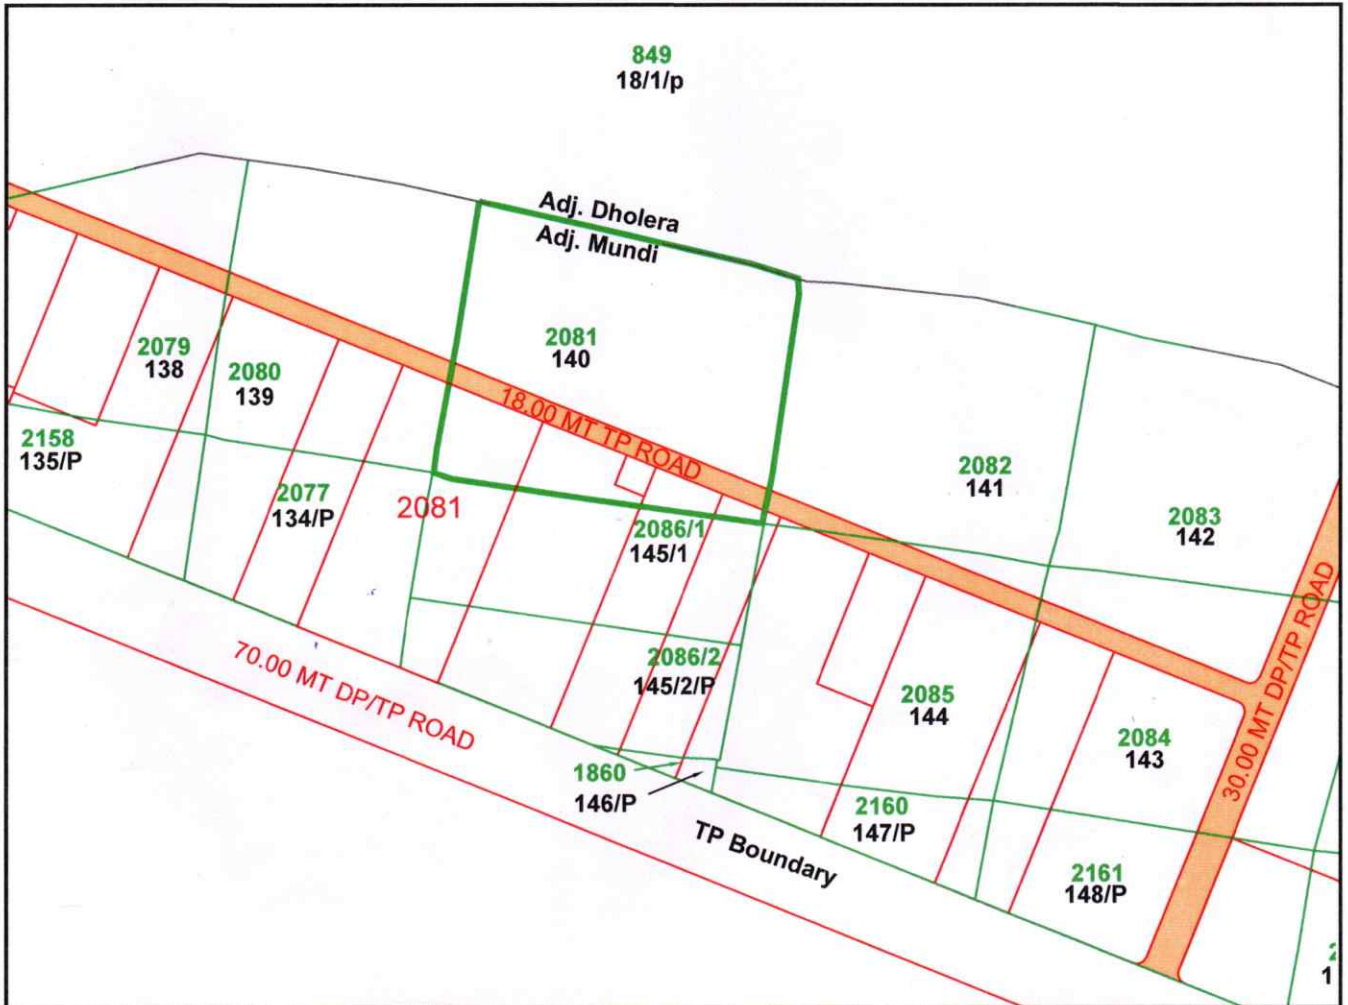 849
18/1/p
Adj. Dholera
Adj. Mundi
2081
140
2079
138
2080
139
18.00 MT TP ROAD
2158
135/P
2077
134/P
2081
2086/1
145/1
2082
141
2083
142
2086/2
145/2/P
70.00 MT DP/TP ROAD
2085
144
2084
143
30.00 MT DP/TP ROAD
1860
146/P
2160
147/P
TP Boundary
2161
148/P
1